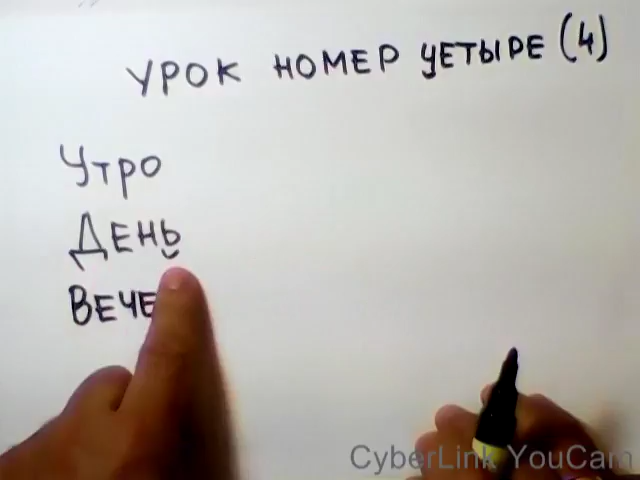 УРОК НОМЕР ЧЕТЫРЕ (4)
Утро
ДЕНЬ
ВЕЧЕ
CyberLink YouCam